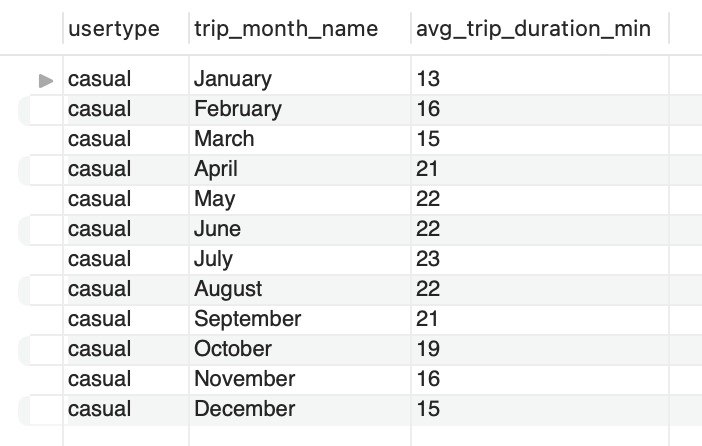 usertype trip_month_name avg_trip_duration_min
casual January 13
casual February 16
casual March 15
casual April 21
casual May 22
casual June 22
casual July 23
casual August 22
casual September 21
casual October 19
casual November 16
casual December 15